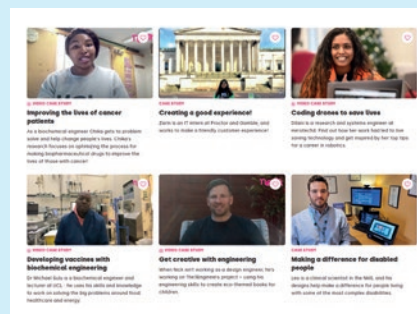 VIDEO CASE STUDY
Improving the lives of cancer
patients
As a biochemical engineer Chika gets to problem
solve and help change people's lives. Chika's
research focuses on optimising the process for
making biopharmaceutical drugs to improve the
lives of those with cancer!
CASE STUDY
Creating a good experience!
is an IT intern at Procter and Gamble, and
works to make a friendly customer experience!
VIDEO CASE STUDY
Coding drones to save lives
is a research and systems engineer at
Find out how her work has led to live
saving technology and get inspired by her top tips
for a career in robotics.
VIDEO CASE STUDY
Developing vaccines with
biochemical engineering
Dr Michael Sulu is a biochemical engineer and
lecturer at UCL. He uses his skills and knowledge
to work on solving the big problems around food,
healthcare and energy.
VIDEO CASE STUDY
Get creative with engineering
When Nick isn't working as a design engineer, he's
working on The Bingineers project - using his
engineering skills to create eco-themed books for
children.
CASE STUDY
Making a difference for disabled
people
Lee is a clinical scientist in the NHS, and his
designs help make a difference for people living
with some of the most complex disabilities.